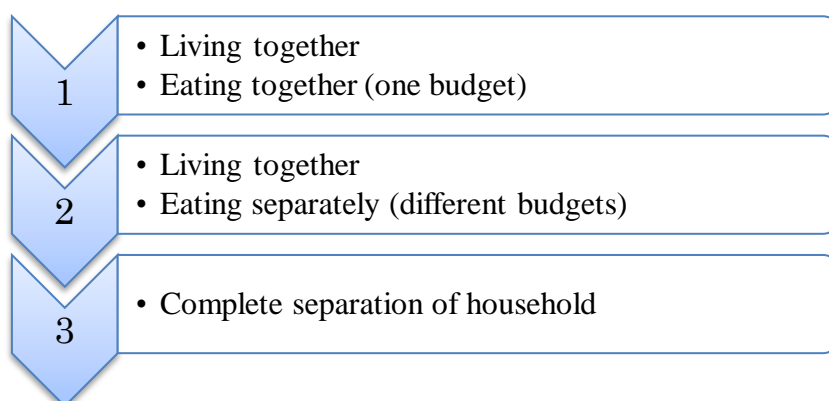 1
• Living together
• Eating together (one budget)
2
• Living together
• Eating separately (different budgets)
3
• Complete separation of household